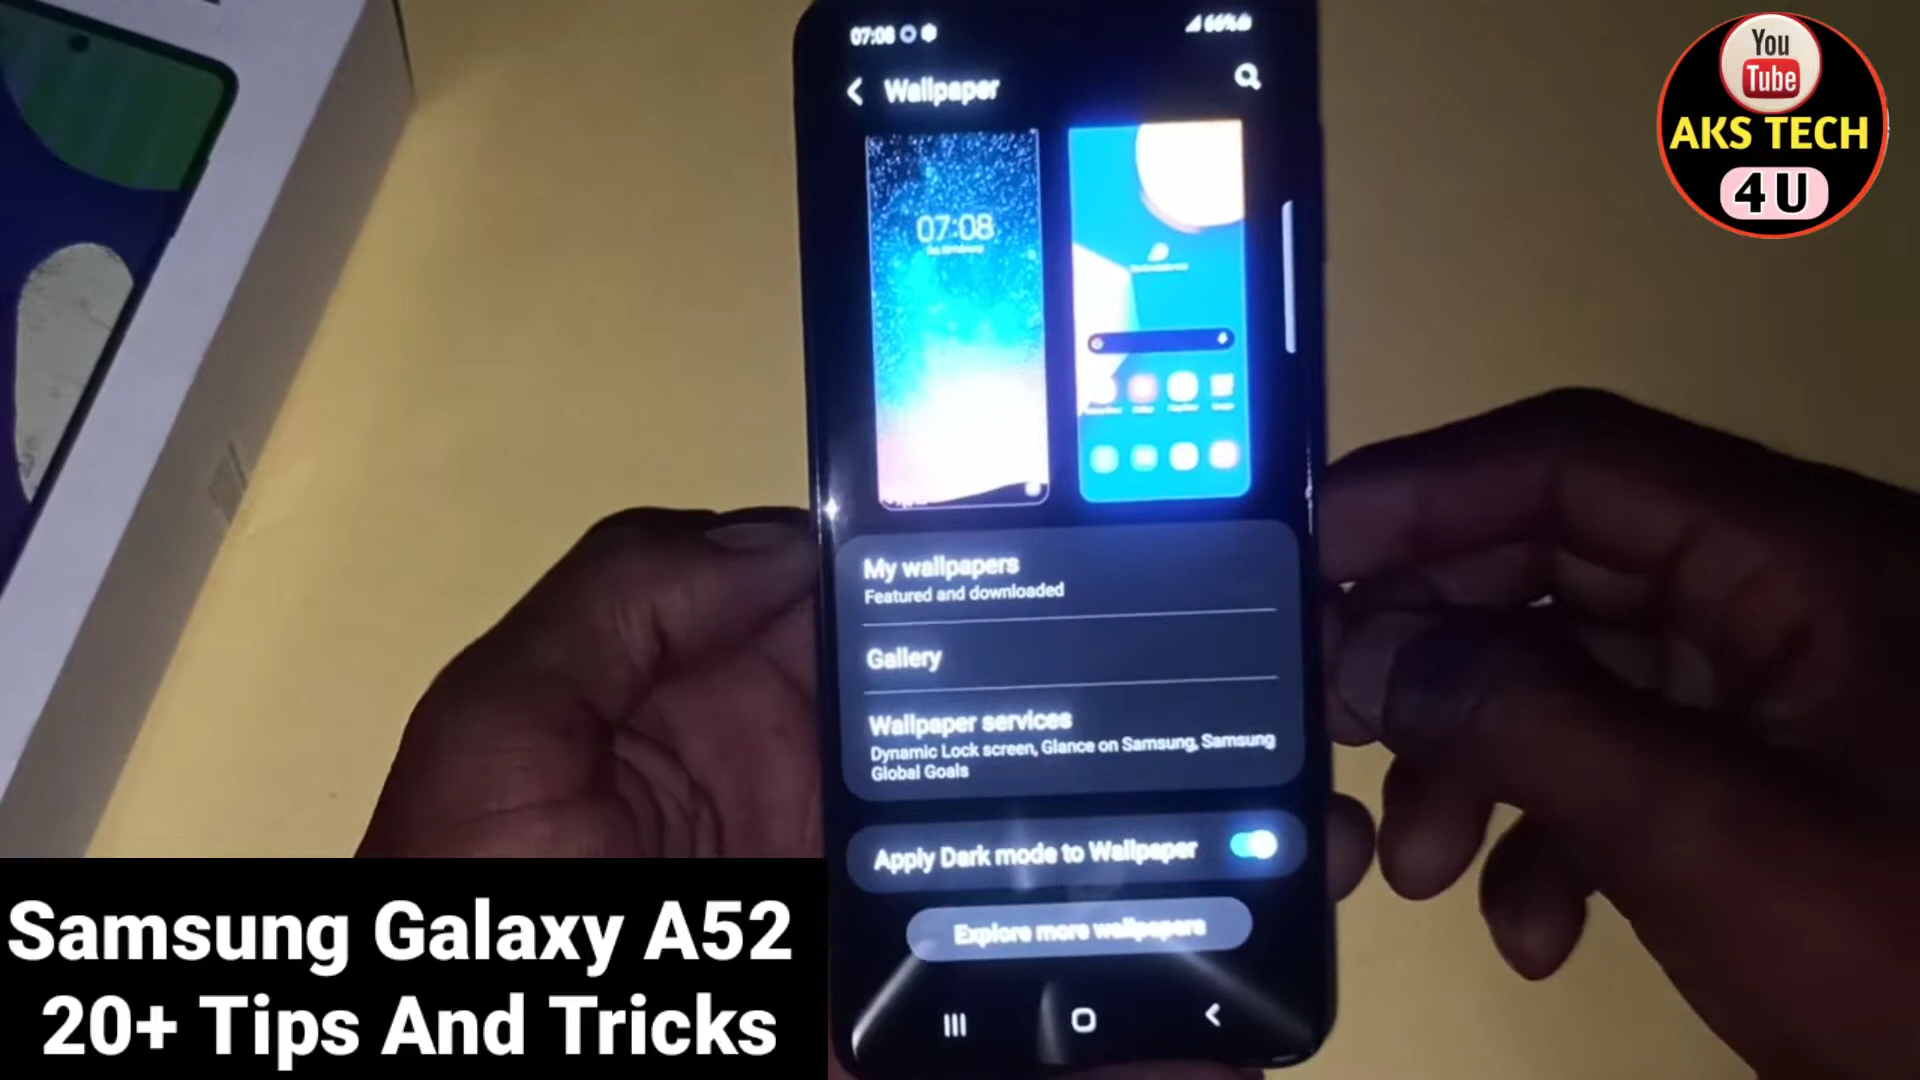 07:08
66%
Wallpaper
07:08
My wallpapers
Featured and downloaded
Gallery
Wallpaper services
Dynamic Lock screen, Glance on Samsung, Samsung
Global Goals
Apply Dark mode to Wallpaper
Explore more wallpapers
You
Tube
AKS TECH
4U
Samsung Galaxy A52
20+ Tips And Tricks